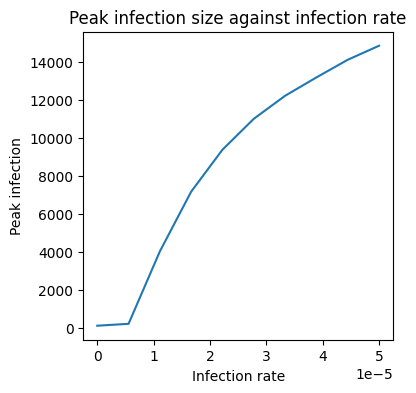 Peak infection size against infection rate
14000
12000
10000
8000
6000
4000
2000
0
Peak infection
0 1 2 3 4 5
1e−5
Infection rate